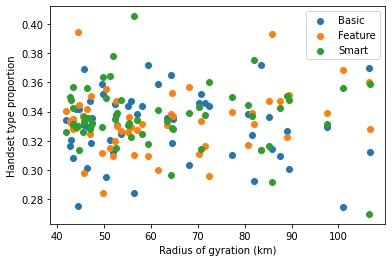 0.40
0.38
0.36
0.34
0.32
0.30
0.28
Handset type proportion
40
50
60
70
80
90
100
Radius of gyration (km)
Basic
Feature
Smart